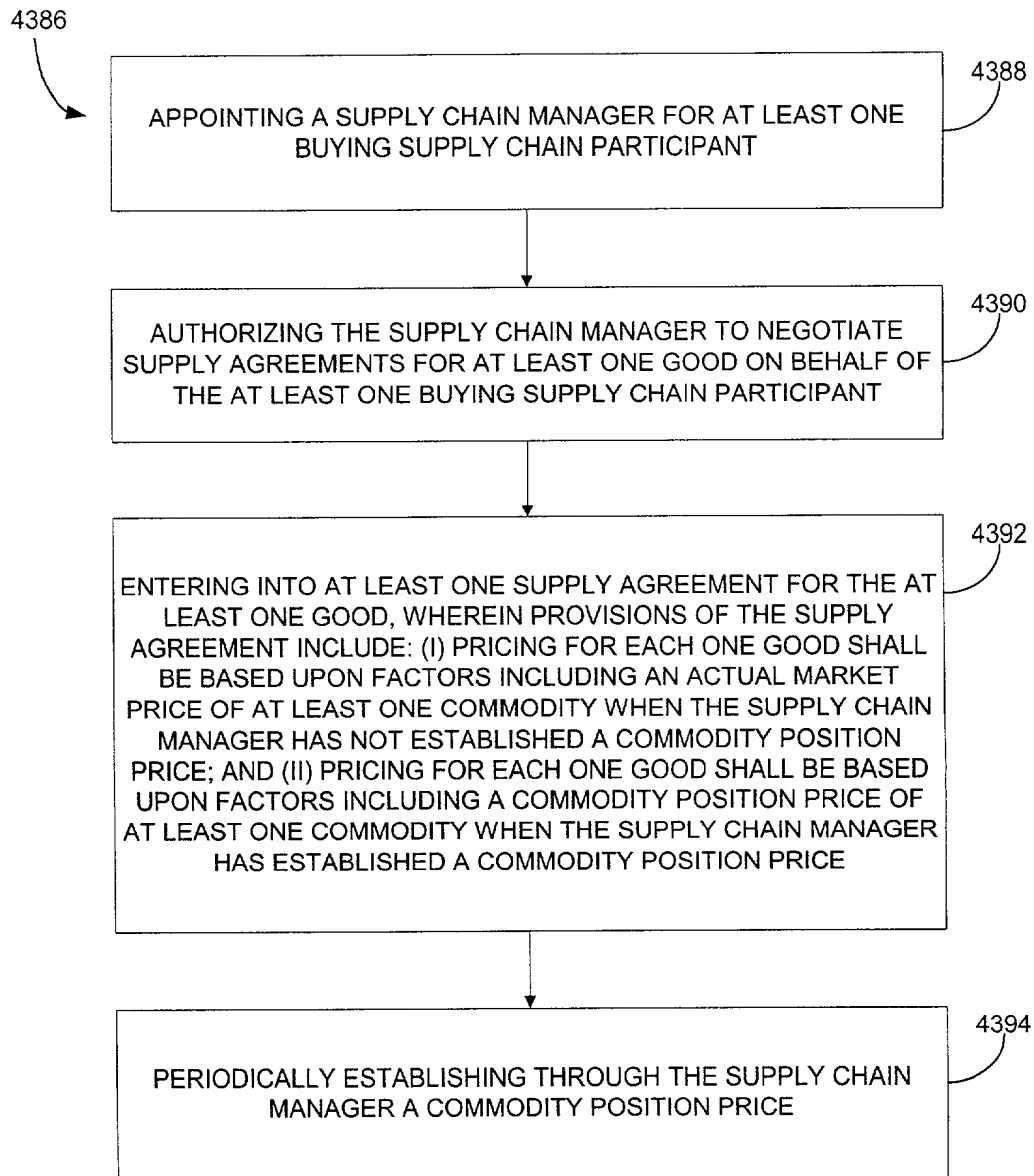 4386
4388
APPOINTING A SUPPLY CHAIN MANAGER FOR AT LEAST ONE
BUYING SUPPLY CHAIN PARTICIPANT
4390
AUTHORIZING THE SUPPLY CHAIN MANAGER TO NEGOTIATE
SUPPLY AGREEMENTS FOR AT LEAST ONE GOOD ON BEHALF OF
THE AT LEAST ONE BUYING SUPPLY CHAIN PARTICIPANT
4392
ENTERING INTO AT LEAST ONE SUPPLY AGREEMENT FOR THE AT
LEAST ONE GOOD, WHEREIN PROVISIONS OF THE SUPPLY
AGREEMENT INCLUDE: (I) PRICING FOR EACH ONE GOOD SHALL
BE BASED UPON FACTORS INCLUDING AN ACTUAL MARKET
PRICE OF AT LEAST ONE COMMODITY WHEN THE SUPPLY CHAIN
MANAGER HAS NOT ESTABLISHED A COMMODITY POSITION
PRICE; AND (II) PRICING FOR EACH ONE GOOD SHALL BE BASED
UPON FACTORS INCLUDING A COMMODITY POSITION PRICE OF
AT LEAST ONE COMMODITY WHEN THE SUPPLY CHAIN MANAGER
HAS ESTABLISHED A COMMODITY POSITION PRICE
4394
PERIODICALLY ESTABLISHING THROUGH THE SUPPLY CHAIN
MANAGER A COMMODITY POSITION PRICE